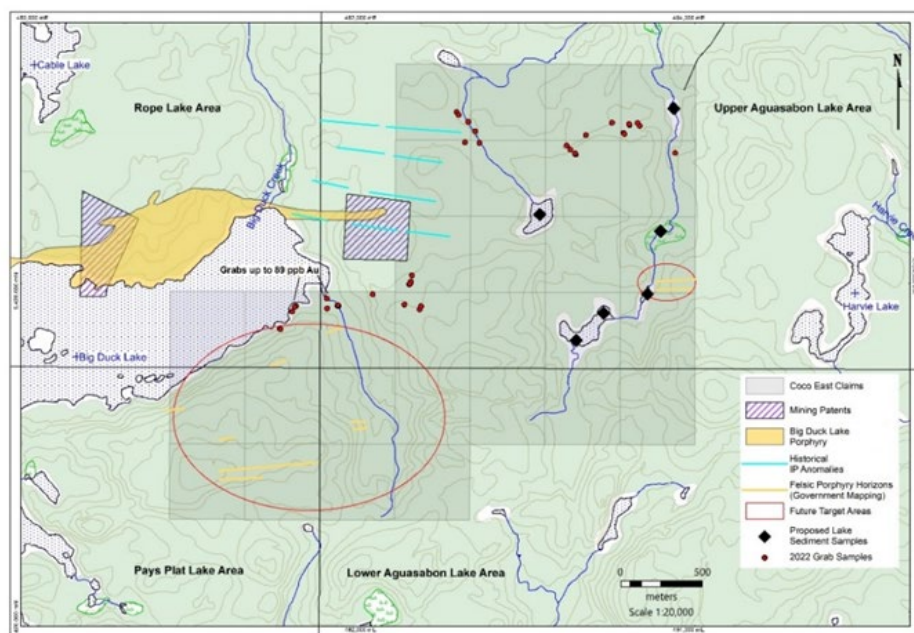 Cable Lake
Rope Lake Area
Upper Aguasabon Lake Area
N
Big Duck Creek
Grabs up to 89 ppb Au
Harvie Lake
Big Duck Lake
Coco East Claims
Mining Patents
Big Duck Lake
Porphyry
Historical
IP Anomalies
Felsic Porphyry Horizons
(Government Mapping)
Future Target Areas
Proposed Lake
Sediment Samples
2022 Grab Samples
Pays Plat Lake Area
Lower Aguasabon Lake Area
0
500
meters
Scale 1:20,000